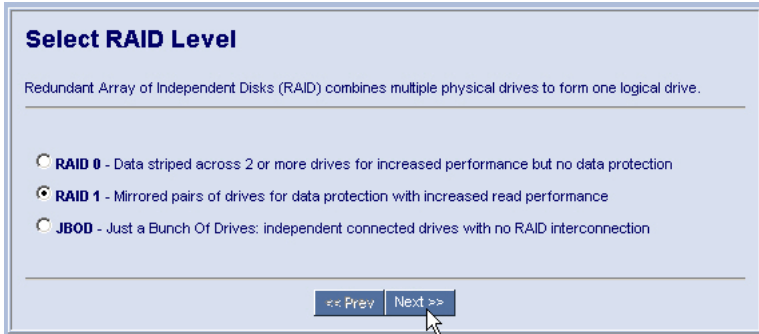 Select RAID Level
Redundant Array of Independent Disks (RAID) combines multiple physical drives to form one logical drive.
RAID 0 - Data striped across 2 or more drives for increased performance but no data protection
RAID 1 - Mirrored pairs of drives for data protection with increased read performance
JBOD - Just a Bunch Of Drives: independent connected drives with no RAID interconnection
<< Prev Next >>